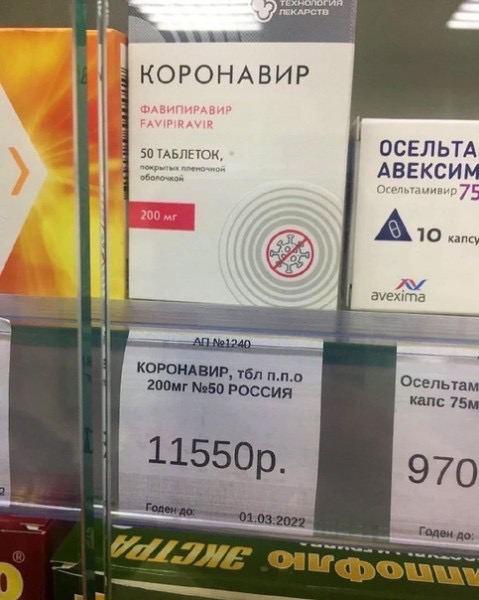 ТЕХНОЛОГИЯ
ЛЕКАРСТВ
КОРОНАВИР
ФАВИПИРАВИР
FAVIPIRAVIR
50 ТАБЛЕТОК,
покрытых пленочной
оболочкой
200 мг
ОСЕЛЬТА
АВЕКСИМ
Осельтамивир 75
10 капсу
avexima
АП №1240
КОРОНАВИР, тбл п.п.о
200мг №50 РОССИЯ
11550р.
Годен до: 01.03.2022
Осельтам
капс 75м
970
Годен до:
ИППОФЛЮ ЭКСТРА